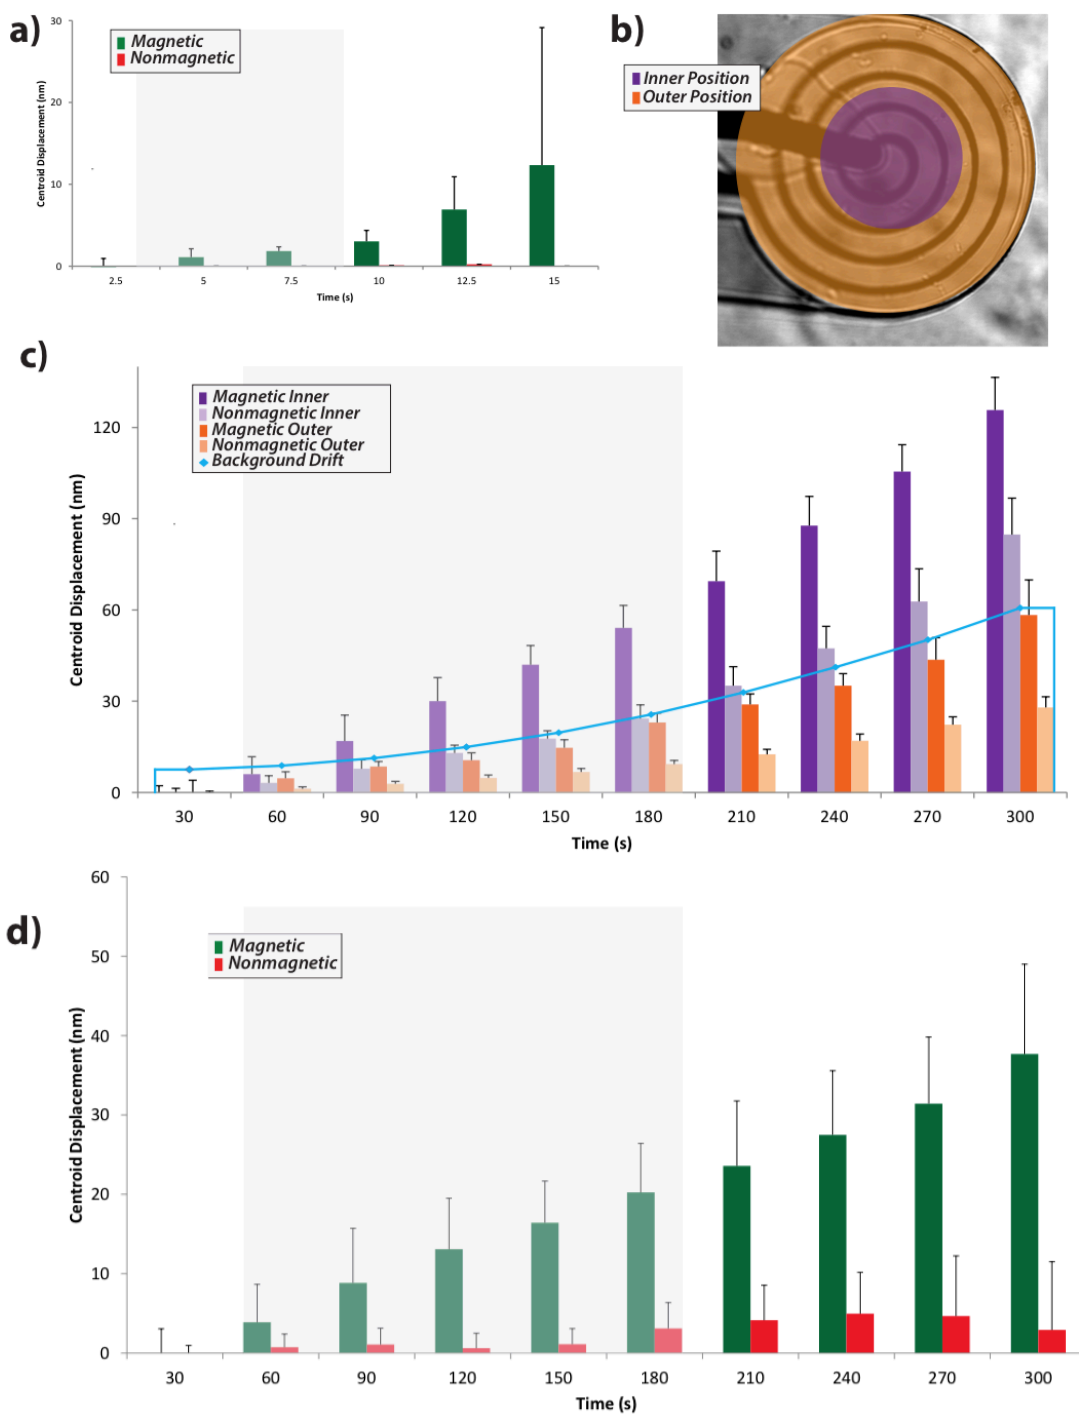 a)
30
20
10
0
Centroid Displacement (nm)
Magnetic
Nonmagnetic
2.5 5 7.5 10 12.5 15
Time (s)
b)
Inner Position
Outer Position
c)
120
90
60
30
0
Centroid Displacement (nm)
Magnetic Inner
Nonmagnetic Inner
Magnetic Outer
Nonmagnetic Outer
Background Drift
30 60 90 120 150 180 210 240 270 300
Time (s)
d)
60
50
40
30
20
10
0
Centroid Displacement (nm)
Magnetic
Nonmagnetic
30 60 90 120 150 180 210 240 270 300
Time (s)